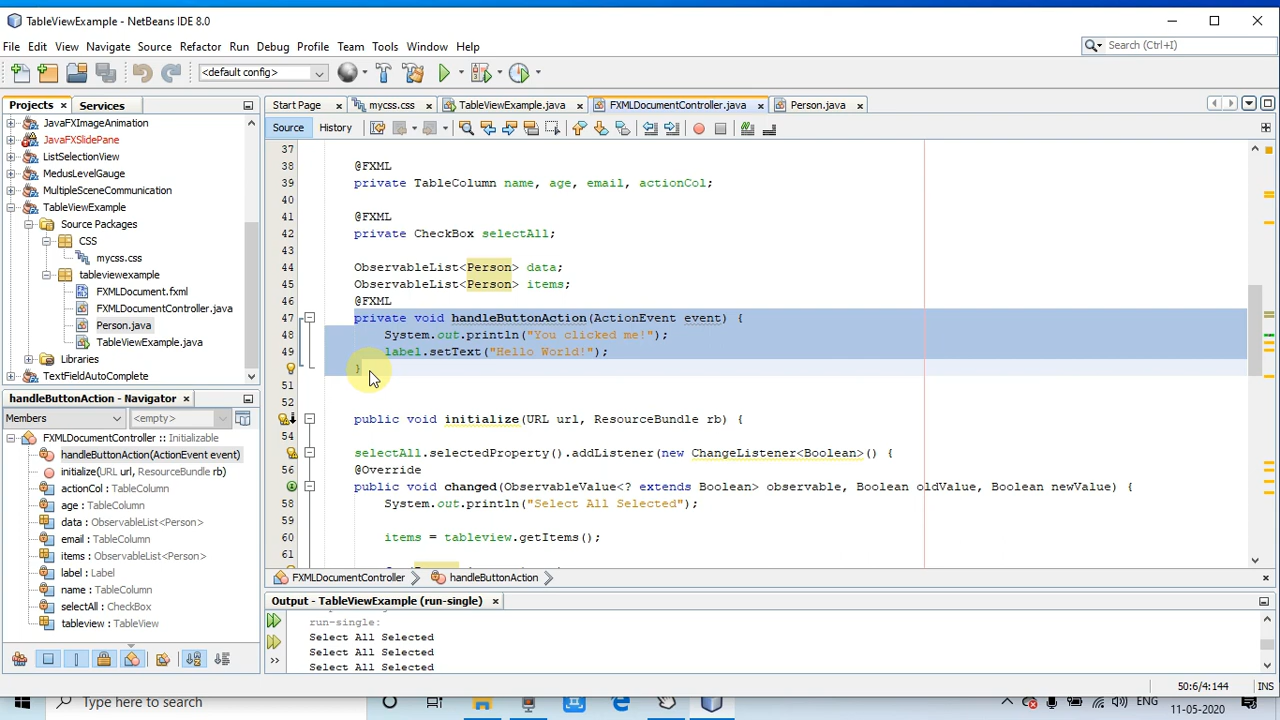 TableViewExample - NetBeans IDE 8.0
File Edit View Navigate Source Refactor Run Debug Profile Team Tools Window Help
Search (Ctrl+I)
<default config>
Projects Services
Start Page mycss.css TableViewExample.java FXMLDocumentController.java Person.java
Source History
JavaFXImageAnimation
JavaFXSlidePane
ListSelectionView
MedusLevelGauge
MultipleSceneCommunication
TableViewExample
Source Packages
CSS
mycss.css
tableviewexample
FXMLDocument.fxml
FXMLDocumentController.java
Person.java
TableViewExample.java
Libraries
TextFieldAutoComplete
37
38 @FXML
39 private TableColumn name, age, email, actionCol;
40
41 @FXML
42 private CheckBox selectAll;
43
44 ObservableList<Person> data;
45 ObservableList<Person> items;
46 @FXML
47 private void handleButtonAction(ActionEvent event) {
48 System.out.println("You clicked me!");
49 label.setText("Hello World!");
}
51
52
public void initialize(URL url, ResourceBundle rb) {
54
selectAll.selectedProperty().addListener(new ChangeListener<Boolean>() {
56 @Override
public void changed(ObservableValue<? extends Boolean> observable, Boolean oldValue, Boolean newValue) {
58 System.out.println("Select All Selected");
59
60 items = tableview.getItems();
61
handleButtonAction - Navigator
Members <empty>
FXMLDocumentController :: Initializable
handleButtonAction(ActionEvent event)
initialize(URL url, ResourceBundle rb)
actionCol : TableColumn
age : TableColumn
data : ObservableList<Person>
email : TableColumn
items : ObservableList<Person>
label : Label
name : TableColumn
selectAll : CheckBox
tableview : TableView
FXMLDocumentController handleButtonAction
Output - TableViewExample (run-single)
run-single:
Select All Selected
Select All Selected
Select All Selected
50:6/4:144 INS
Type here to search
ENG
11-05-2020